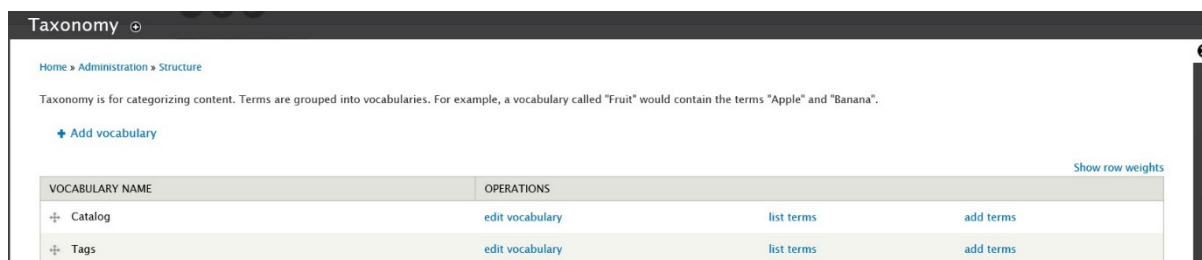 Taxonomy
Home » Administration » Structure
Taxonomy is for categorizing content. Terms are grouped into vocabularies. For example, a vocabulary called "Fruit" would contain the terms "Apple" and "Banana".
+ Add vocabulary
Show row weights
VOCABULARY NAME OPERATIONS
Catalog edit vocabulary list terms add terms
Tags edit vocabulary list terms add terms